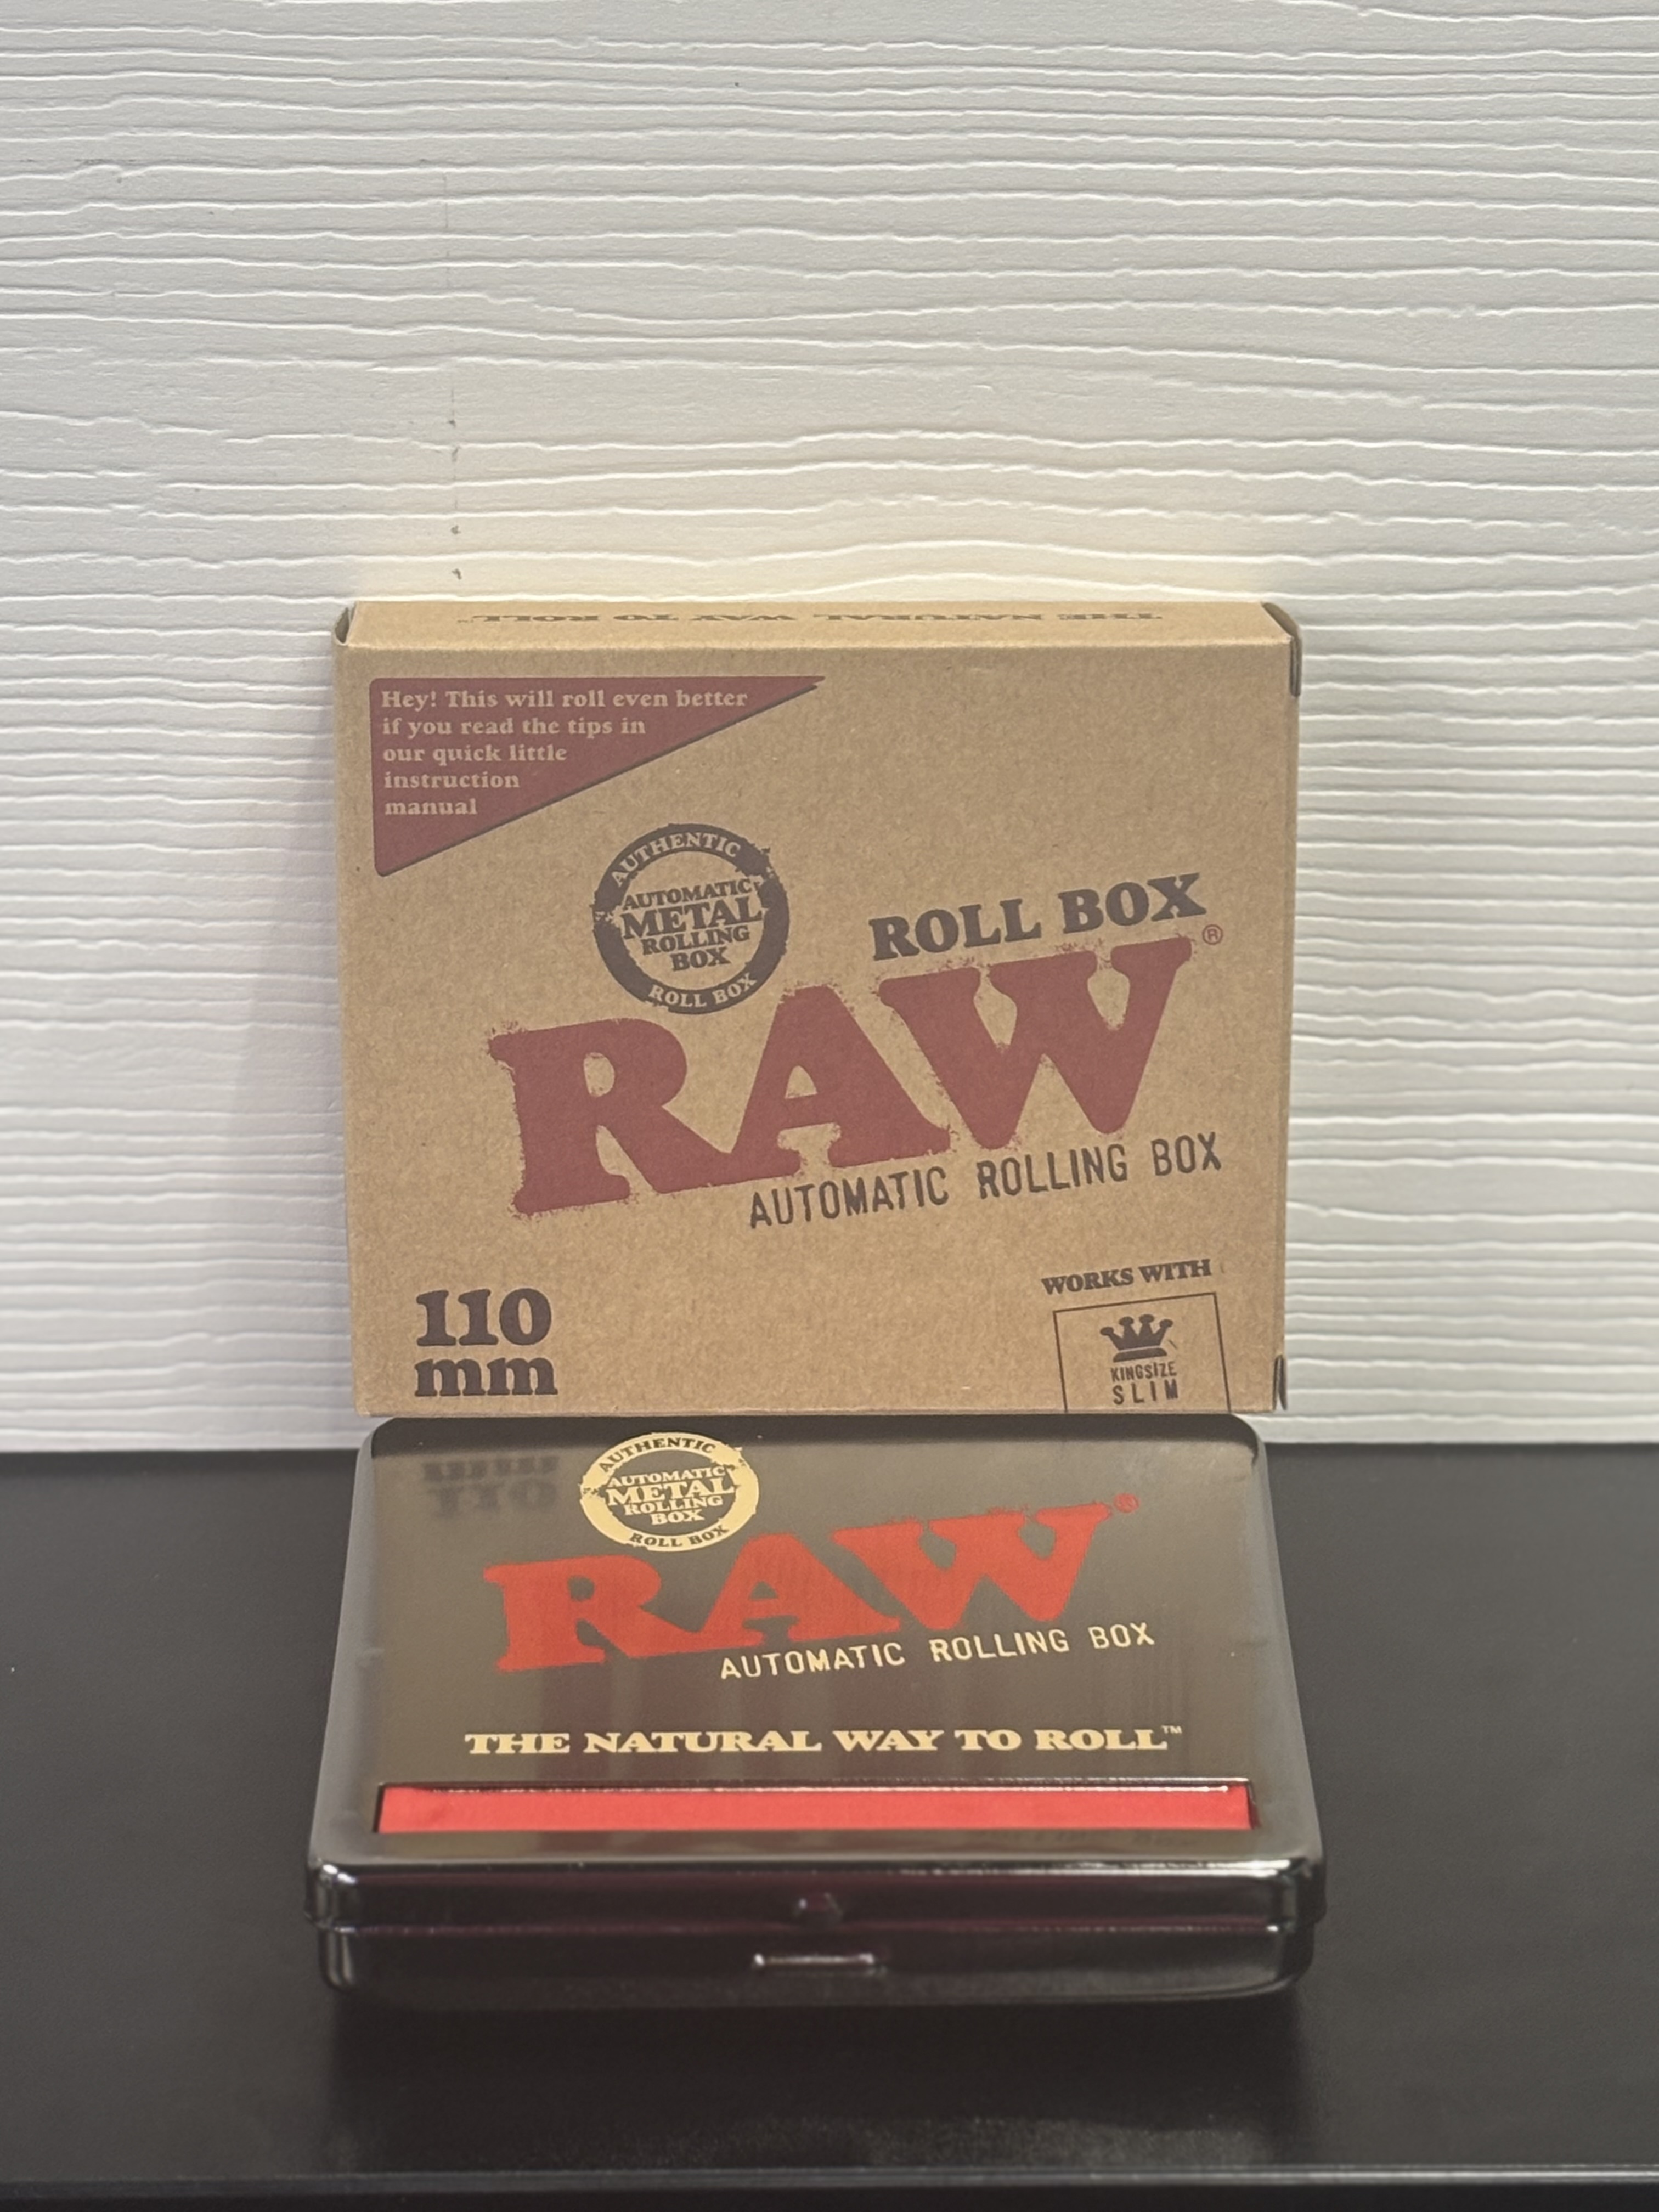 THE NATURAL WAY TO ROLL™
Hey! This will roll even better
if you read the tips in
our quick little
instruction
manual
AUTHENTIC
AUTOMATIC
METAL
ROLLING
BOX
ROLL BOX
ROLL BOX
RAW®
AUTOMATIC ROLLING BOX
110
mm
WORKS WITH
KINGSIZE
SLIM
AUTHENTIC
AUTOMATIC
METAL
ROLLING
BOX
ROLL BOX
RAW®
AUTOMATIC ROLLING BOX
THE NATURAL WAY TO ROLL™